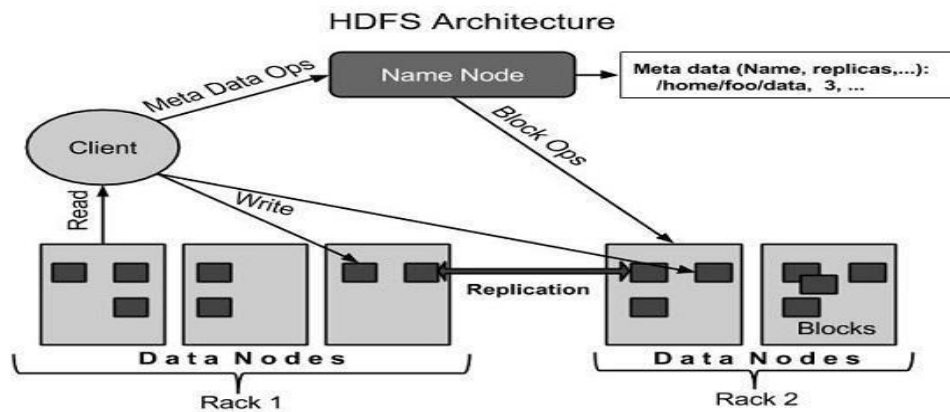 HDFS Architecture
Name Node
Meta data (Name, replicas,...):
/home/foo/data, 3, ...
Meta Data Ops
Client
Block Ops
Read
Write
Replication
Blocks
Data Nodes
Data Nodes
Rack 1
Rack 2